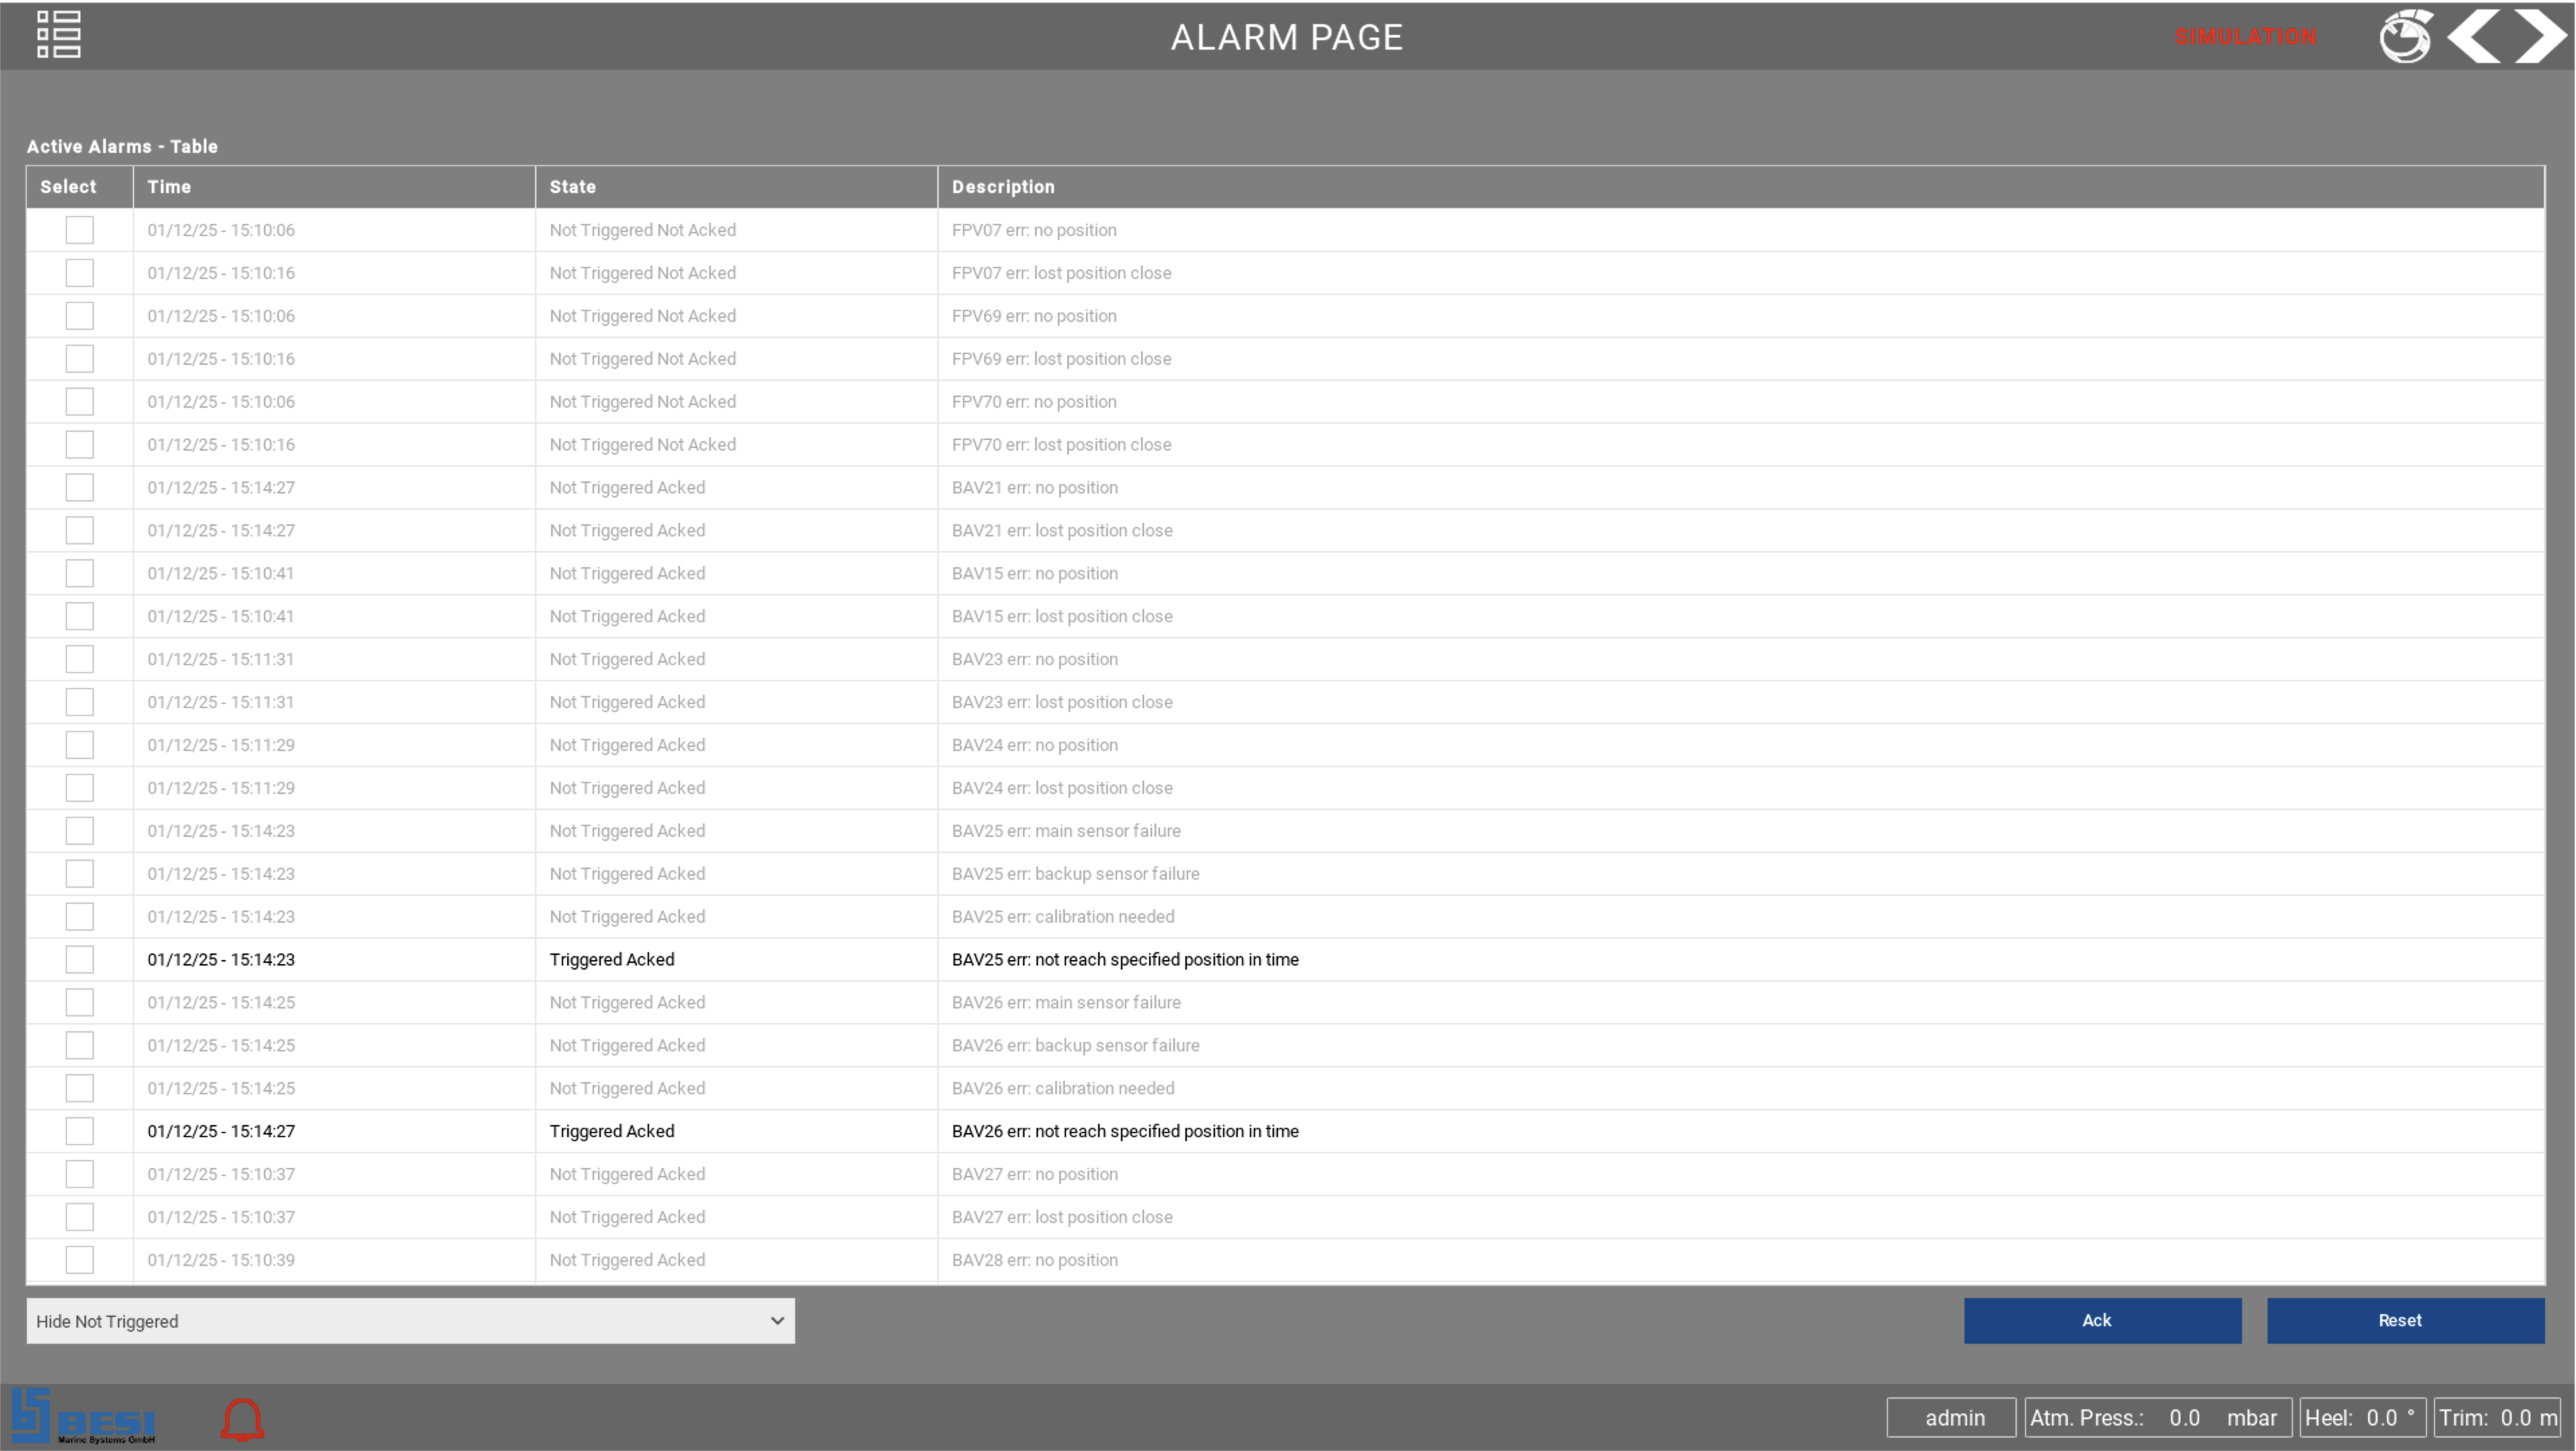 ALARM PAGE
SIMULATION
Active Alarms - Table
Select Time State Description
01/12/25 - 15:10:06 Not Triggered Not Acked FPV07 err: no position
01/12/25 - 15:10:16 Not Triggered Not Acked FPV07 err: lost position close
01/12/25 - 15:10:06 Not Triggered Not Acked FPV69 err: no position
01/12/25 - 15:10:16 Not Triggered Not Acked FPV69 err: lost position close
01/12/25 - 15:10:06 Not Triggered Not Acked FPV70 err: no position
01/12/25 - 15:10:16 Not Triggered Not Acked FPV70 err: lost position close
01/12/25 - 15:14:27 Not Triggered Acked BAV21 err: no position
01/12/25 - 15:14:27 Not Triggered Acked BAV21 err: lost position close
01/12/25 - 15:10:41 Not Triggered Acked BAV15 err: no position
01/12/25 - 15:10:41 Not Triggered Acked BAV15 err: lost position close
01/12/25 - 15:11:31 Not Triggered Acked BAV23 err: no position
01/12/25 - 15:11:31 Not Triggered Acked BAV23 err: lost position close
01/12/25 - 15:11:29 Not Triggered Acked BAV24 err: no position
01/12/25 - 15:11:29 Not Triggered Acked BAV24 err: lost position close
01/12/25 - 15:14:23 Not Triggered Acked BAV25 err: main sensor failure
01/12/25 - 15:14:23 Not Triggered Acked BAV25 err: backup sensor failure
01/12/25 - 15:14:23 Not Triggered Acked BAV25 err: calibration needed
01/12/25 - 15:14:23 Triggered Acked BAV25 err: not reach specified position in time
01/12/25 - 15:14:25 Not Triggered Acked BAV26 err: main sensor failure
01/12/25 - 15:14:25 Not Triggered Acked BAV26 err: backup sensor failure
01/12/25 - 15:14:25 Not Triggered Acked BAV26 err: calibration needed
01/12/25 - 15:14:27 Triggered Acked BAV26 err: not reach specified position in time
01/12/25 - 15:10:37 Not Triggered Acked BAV27 err: no position
01/12/25 - 15:10:37 Not Triggered Acked BAV27 err: lost position close
01/12/25 - 15:10:39 Not Triggered Acked BAV28 err: no position
Hide Not Triggered Ack Reset
BESI
Marine Systems GmbH
admin Atm. Press.: 0.0 mbar Heel: 0.0 ° Trim: 0.0 m